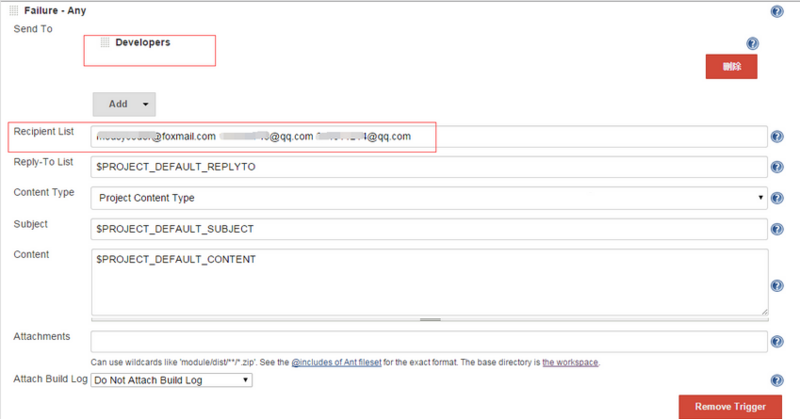 Failure - Any
Send To
Developers
删除
Add
Recipient List
@foxmail.com @qq.com @qq.com
Reply-To List
$PROJECT_DEFAULT_REPLYTO
Content Type
Project Content Type
Subject
$PROJECT_DEFAULT_SUBJECT
Content
$PROJECT_DEFAULT_CONTENT
Attachments
Can use wildcards like 'module/dist/**/*.zip'. See the @includes of Ant fileset for the exact format. The base directory is the workspace.
Attach Build Log
Do Not Attach Build Log
Remove Trigger